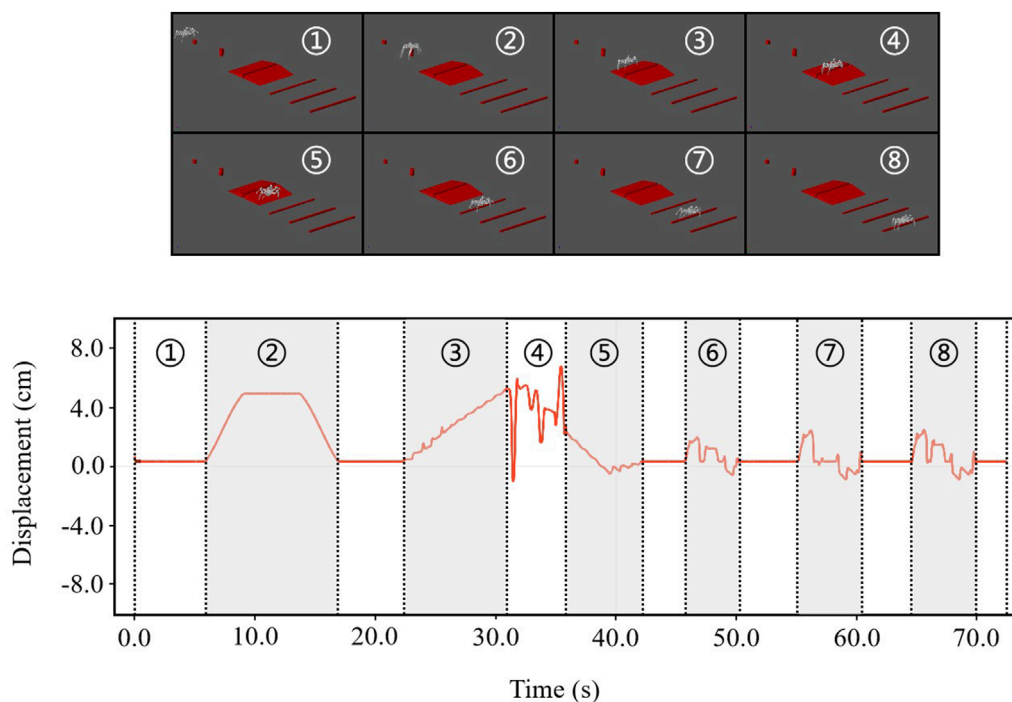 ① ② ③ ④
⑤ ⑥ ⑦ ⑧
8.0
4.0
0.0
-4.0
-8.0
Displacement (cm)
① ② ③ ④ ⑤ ⑥ ⑦ ⑧
0.0 10.0 20.0 30.0 40.0 50.0 60.0 70.0
Time (s)